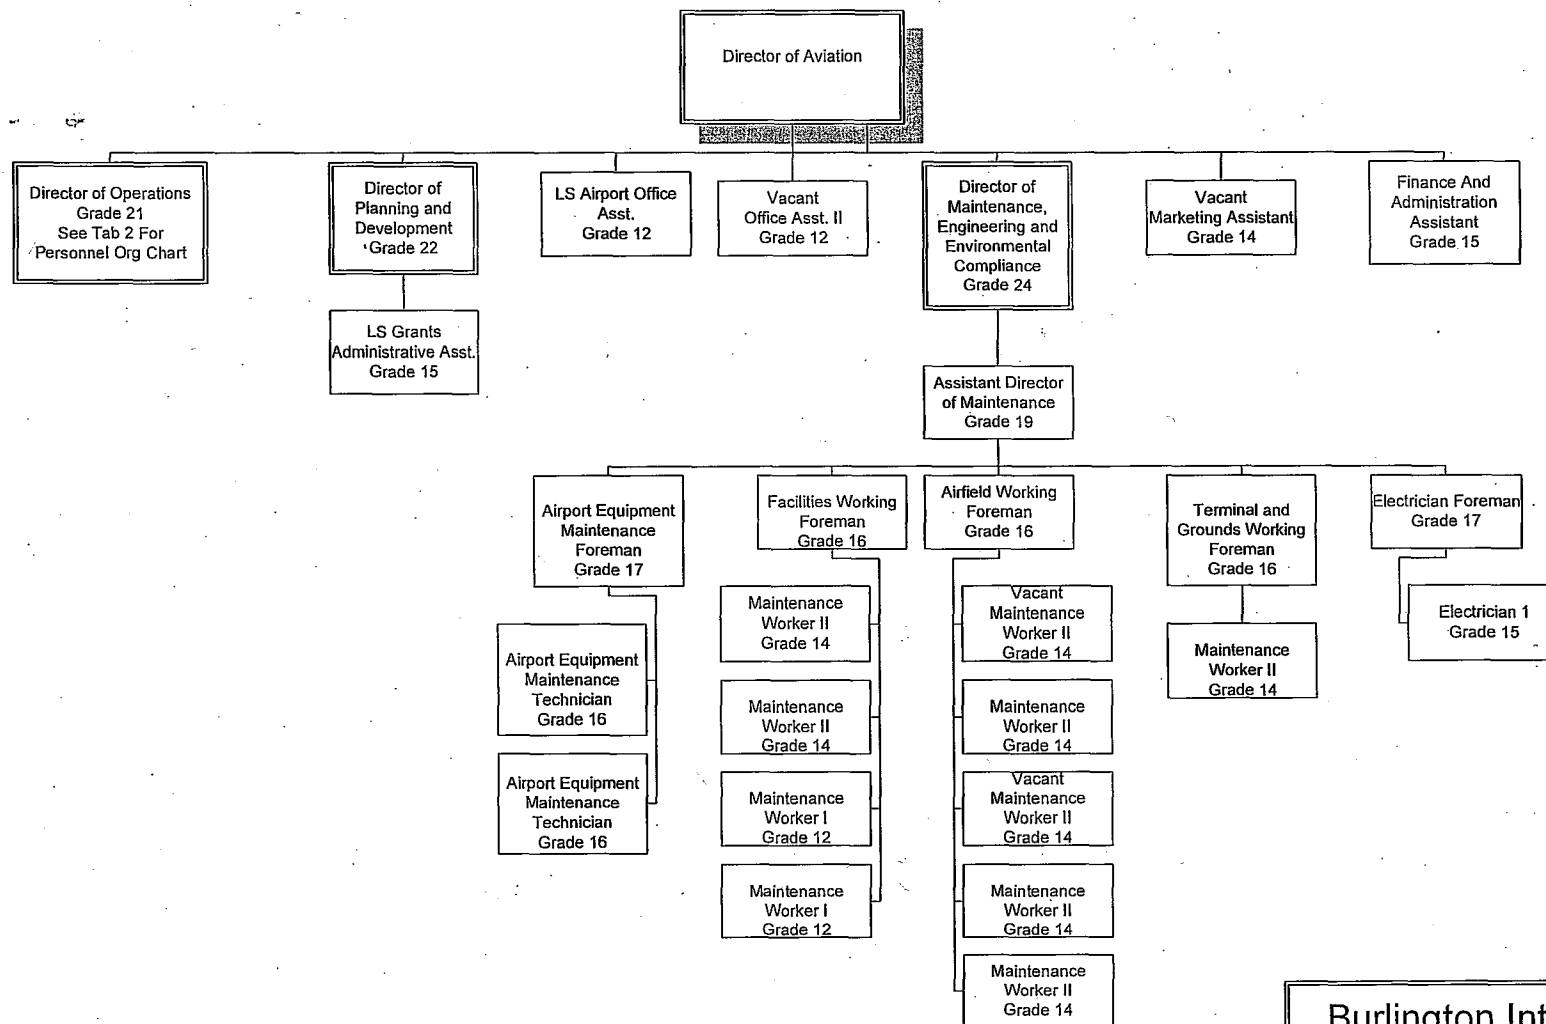 Director of Aviation
Director of Operations
Grade 21
See Tab 2 For
Personnel Org Chart
Director of
Planning and
Development
Grade 22
LS Airport Office
Asst.
Grade 12
Vacant
Office Asst. II
Grade 12
Director of
Maintenance,
Engineering and
Environmental
Compliance
Grade 24
Vacant
Marketing Assistant
Grade 14
Finance And
Administration
Assistant
Grade 15
LS Grants
Administrative Asst.
Grade 15
Assistant Director
of Maintenance
Grade 19
Airport Equipment
Maintenance
Foreman
Grade 17
Facilities Working
Foreman
Grade 16
Airfield Working
Foreman
Grade 16
Terminal and
Grounds Working
Foreman
Grade 16
Electrician Foreman
Grade 17
Airport Equipment
Maintenance
Technician
Grade 16
Airport Equipment
Maintenance
Technician
Grade 16
Maintenance
Worker II
Grade 14
Maintenance
Worker II
Grade 14
Maintenance
Worker I
Grade 12
Maintenance
Worker I
Grade 12
Vacant
Maintenance
Worker II
Grade 14
Maintenance
Worker II
Grade 14
Vacant
Maintenance
Worker II
Grade 14
Maintenance
Worker II
Grade 14
Maintenance
Worker II
Grade 14
Maintenance
Worker II
Grade 14
Electrician 1
Grade 15
Burlington Int